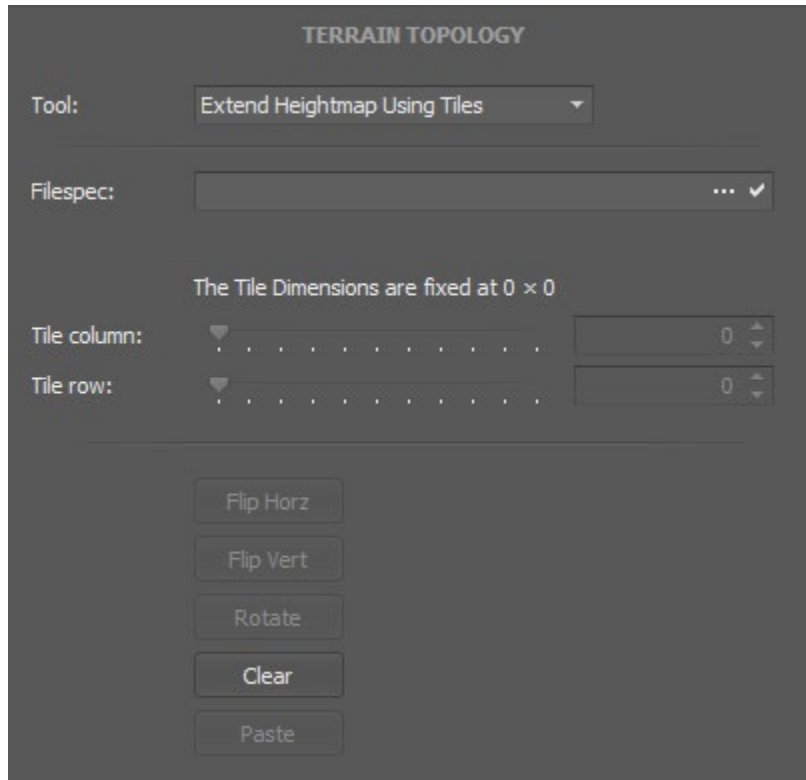 TERRAIN TOPOLOGY
Tool: Extend Heightmap Using Tiles
Filespec: ...
The Tile Dimensions are fixed at 0 × 0
Tile column: 0
Tile row: 0
Flip Horz
Flip Vert
Rotate
Clear
Paste